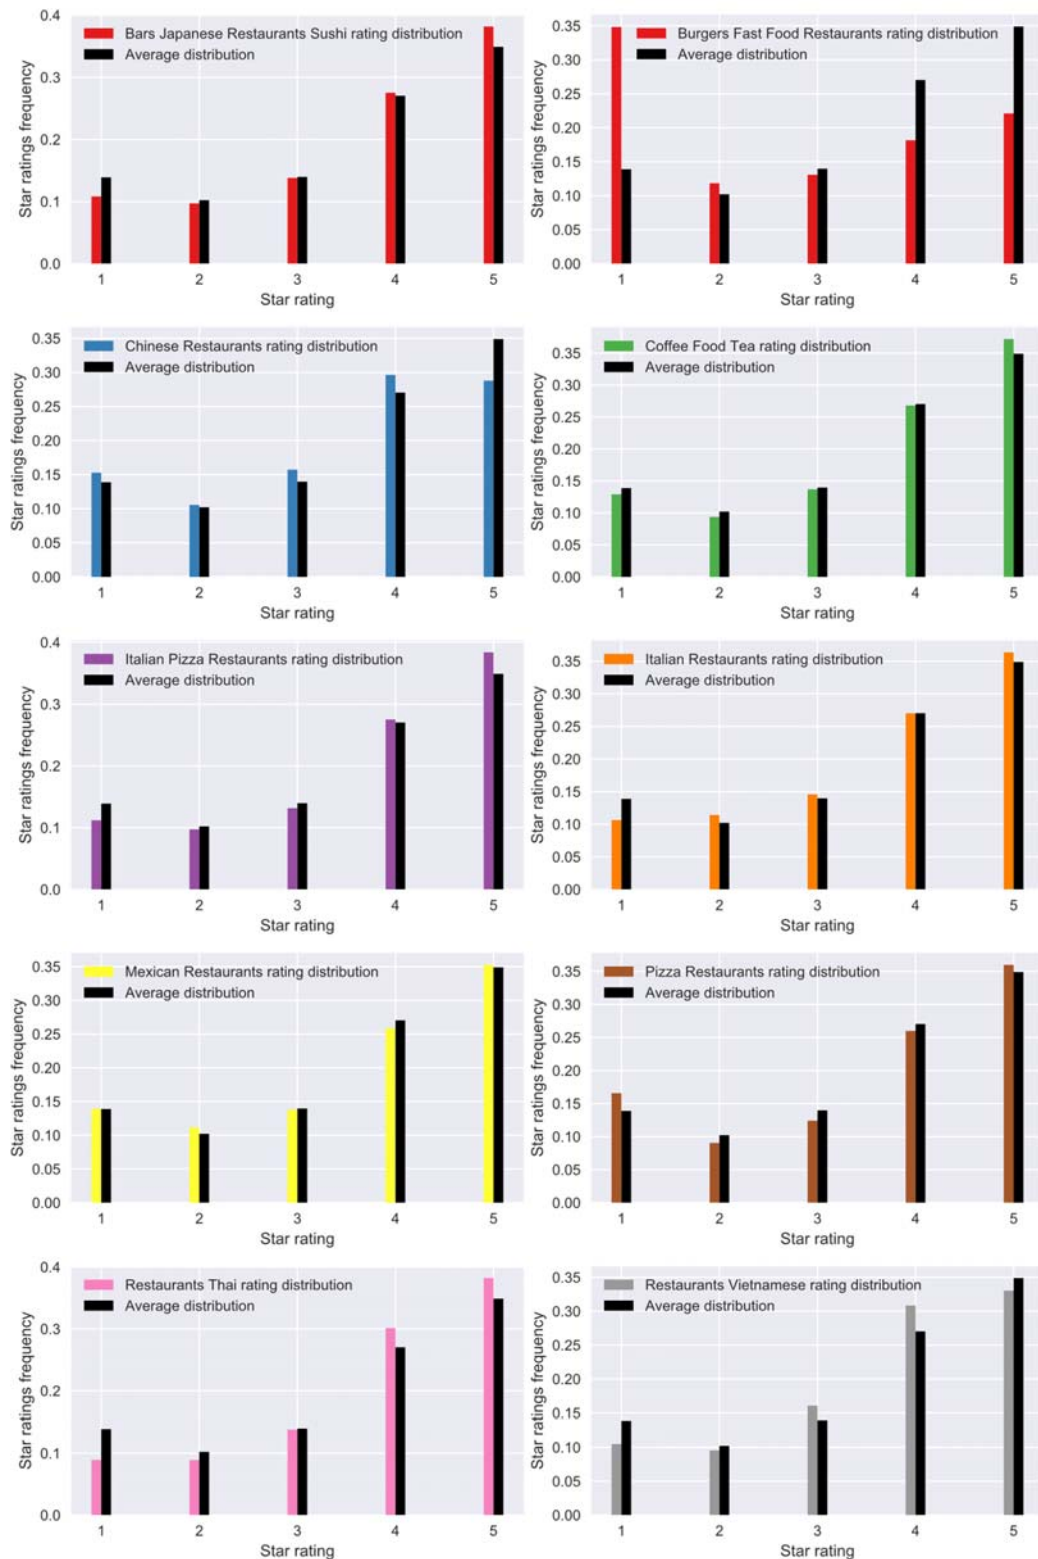 Bars Japanese Restaurants Sushi rating distribution
Average distribution
Star ratings frequency
0.4
0.3
0.2
0.1
0.0
1 2 3 4 5
Star rating
Burgers Fast Food Restaurants rating distribution
Average distribution
Star ratings frequency
0.35
0.30
0.25
0.20
0.15
0.10
0.05
0.00
1 2 3 4 5
Star rating
Chinese Restaurants rating distribution
Average distribution
Star ratings frequency
0.35
0.30
0.25
0.20
0.15
0.10
0.05
0.00
1 2 3 4 5
Star rating
Coffee Food Tea rating distribution
Average distribution
Star ratings frequency
0.35
0.30
0.25
0.20
0.15
0.10
0.05
0.00
1 2 3 4 5
Star rating
Italian Pizza Restaurants rating distribution
Average distribution
Star ratings frequency
0.4
0.3
0.2
0.1
0.0
1 2 3 4 5
Star rating
Italian Restaurants rating distribution
Average distribution
Star ratings frequency
0.35
0.30
0.25
0.20
0.15
0.10
0.05
0.00
1 2 3 4 5
Star rating
Mexican Restaurants rating distribution
Average distribution
Star ratings frequency
0.35
0.30
0.25
0.20
0.15
0.10
0.05
0.00
1 2 3 4 5
Star rating
Pizza Restaurants rating distribution
Average distribution
Star ratings frequency
0.35
0.30
0.25
0.20
0.15
0.10
0.05
0.00
1 2 3 4 5
Star rating
Restaurants Thai rating distribution
Average distribution
Star ratings frequency
0.4
0.3
0.2
0.1
0.0
1 2 3 4 5
Star rating
Restaurants Vietnamese rating distribution
Average distribution
Star ratings frequency
0.35
0.30
0.25
0.20
0.15
0.10
0.05
0.00
1 2 3 4 5
Star rating